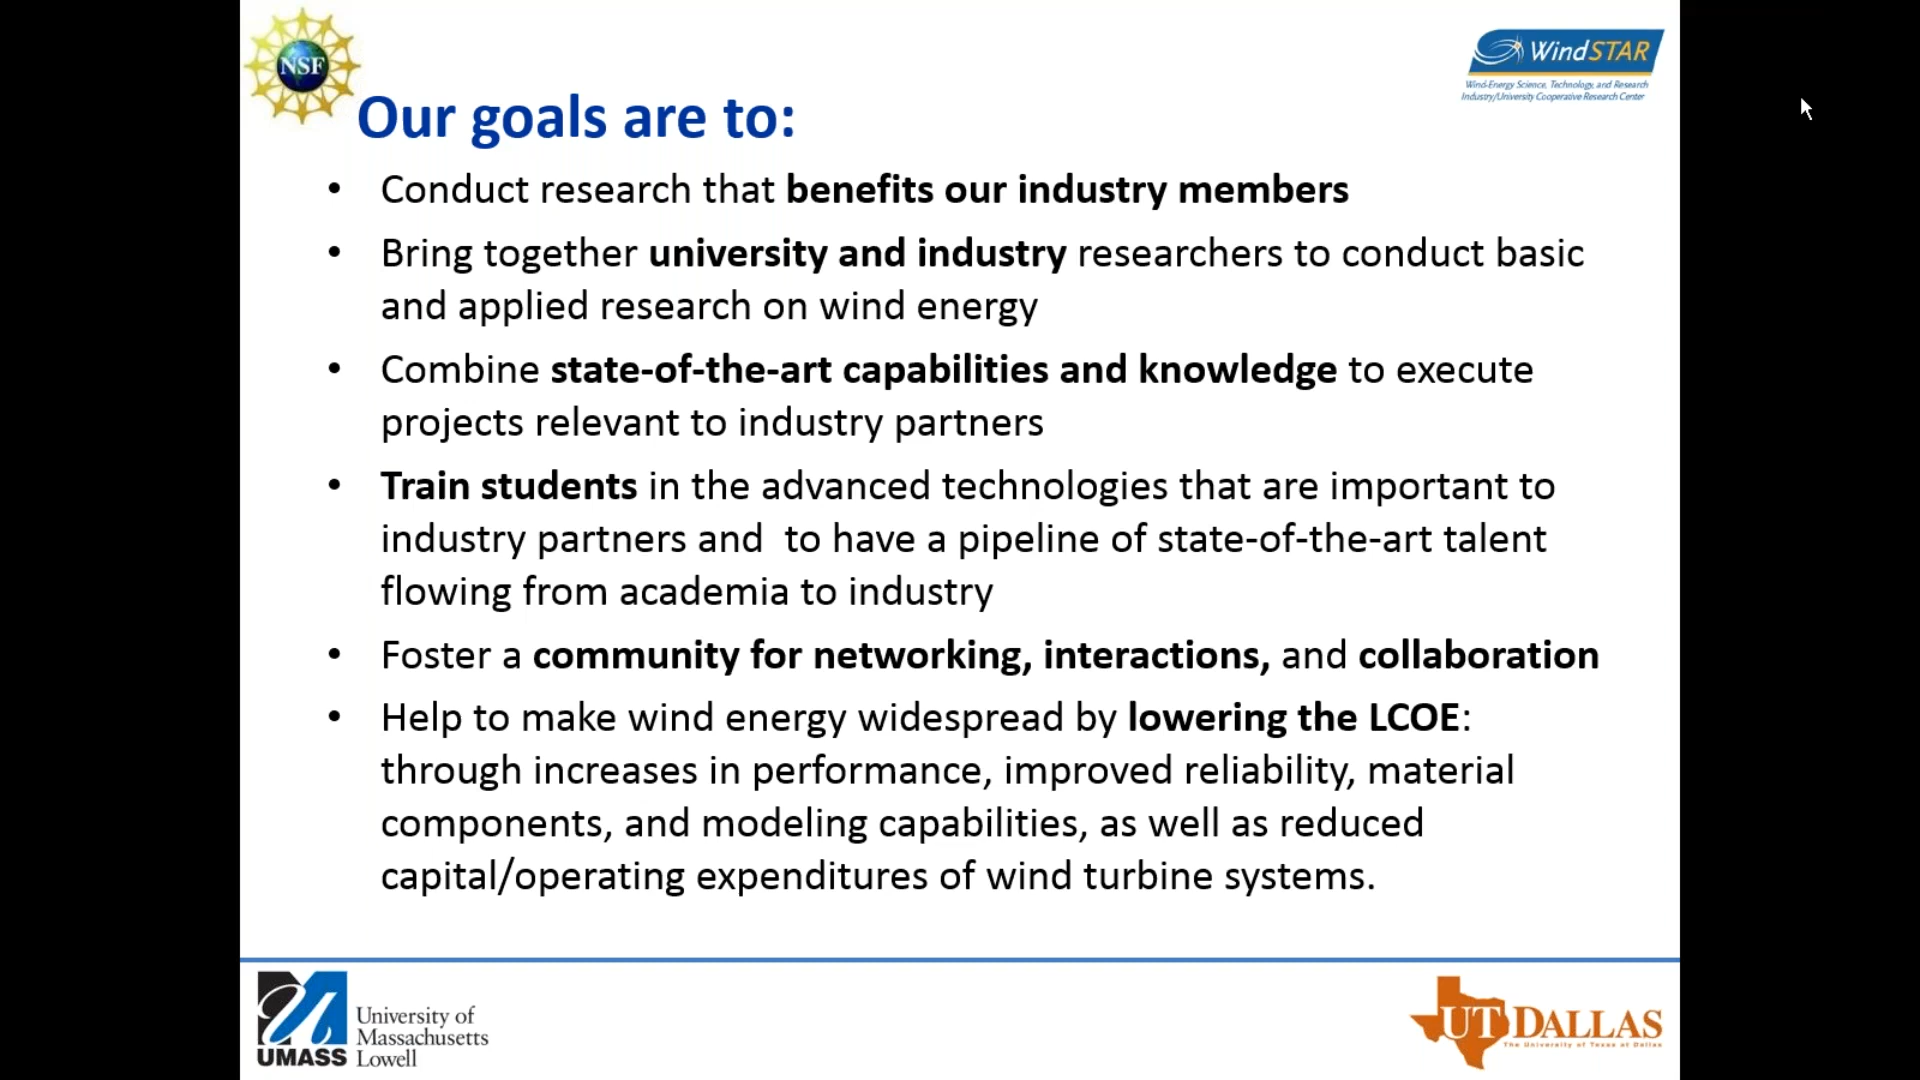 NSF
WindSTAR
Wind-Energy Science, Technology, and Research
Industry/University Cooperative Research Center
Our goals are to:
• Conduct research that benefits our industry members
• Bring together university and industry researchers to conduct basic
and applied research on wind energy
• Combine state-of-the-art capabilities and knowledge to execute
projects relevant to industry partners
• Train students in the advanced technologies that are important to
industry partners and  to have a pipeline of state-of-the-art talent
flowing from academia to industry
• Foster a community for networking, interactions, and collaboration
• Help to make wind energy widespread by lowering the LCOE:
through increases in performance, improved reliability, material
components, and modeling capabilities, as well as reduced
capital/operating expenditures of wind turbine systems.
UMASS
University of
Massachusetts
Lowell
UT DALLAS
The University of Texas at Dallas